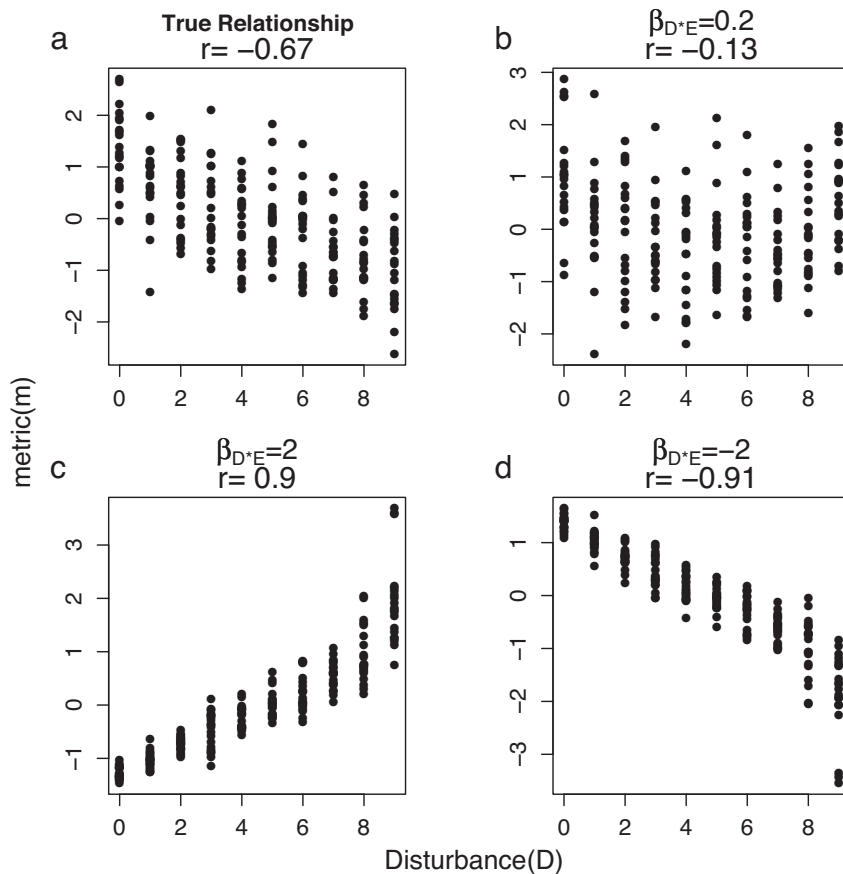 a
True Relationship
r= −0.67
2
1
0
−1
−2
0 2 4 6 8
b
βD*E=0.2
r= −0.13
3
2
1
0
−1
−2
0 2 4 6 8
metric(m)
c
βD*E=2
r= 0.9
3
2
1
0
−1
0 2 4 6 8
d
βD*E=−2
r= −0.91
1
0
−1
−2
−3
0 2 4 6 8
Disturbance(D)